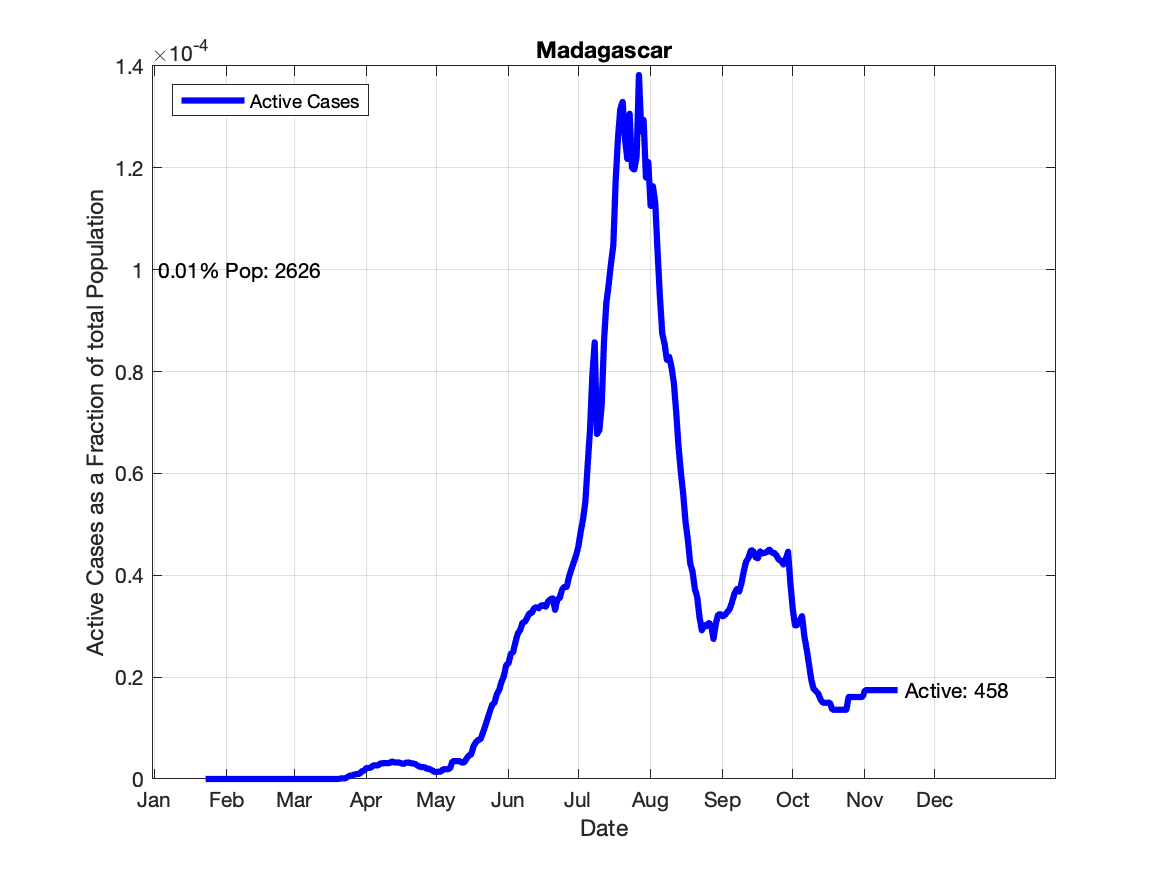 Madagascar
×10^-4
1.4
1.2
1
0.8
0.6
0.4
0.2
0
Active Cases as a Fraction of total Population
Active Cases
0.01% Pop: 2626
Active: 458
Jan Feb Mar Apr May Jun Jul Aug Sep Oct Nov Dec
Date